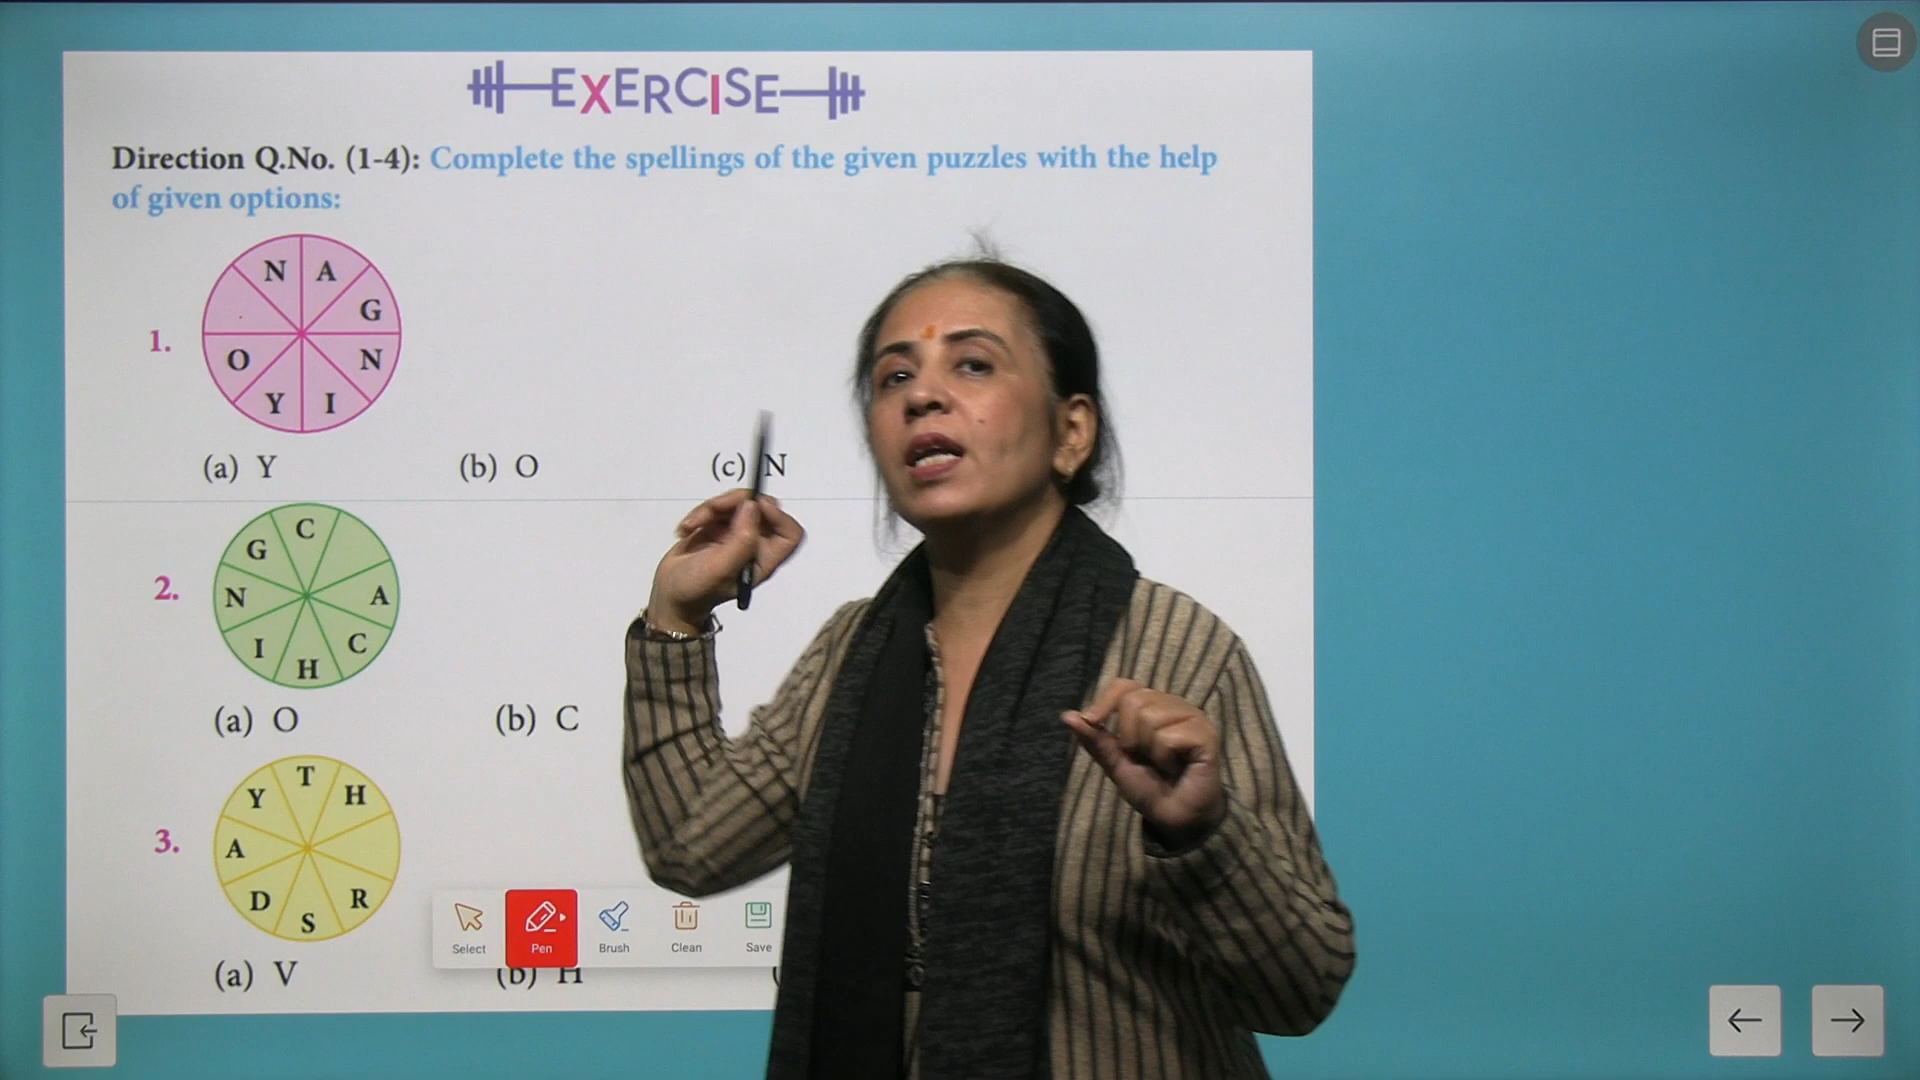 EXERCISE
Direction Q.No. (1-4): Complete the spellings of the given puzzles with the help
of given options:
1.
N A
G
O N
Y I
(a) Y (b) O (c) N
2.
C
G
N A
I C
H
(a) O (b) C
3.
T
Y H
A
D R
S
Select Pen Brush Clean Save
(a) V (b) H